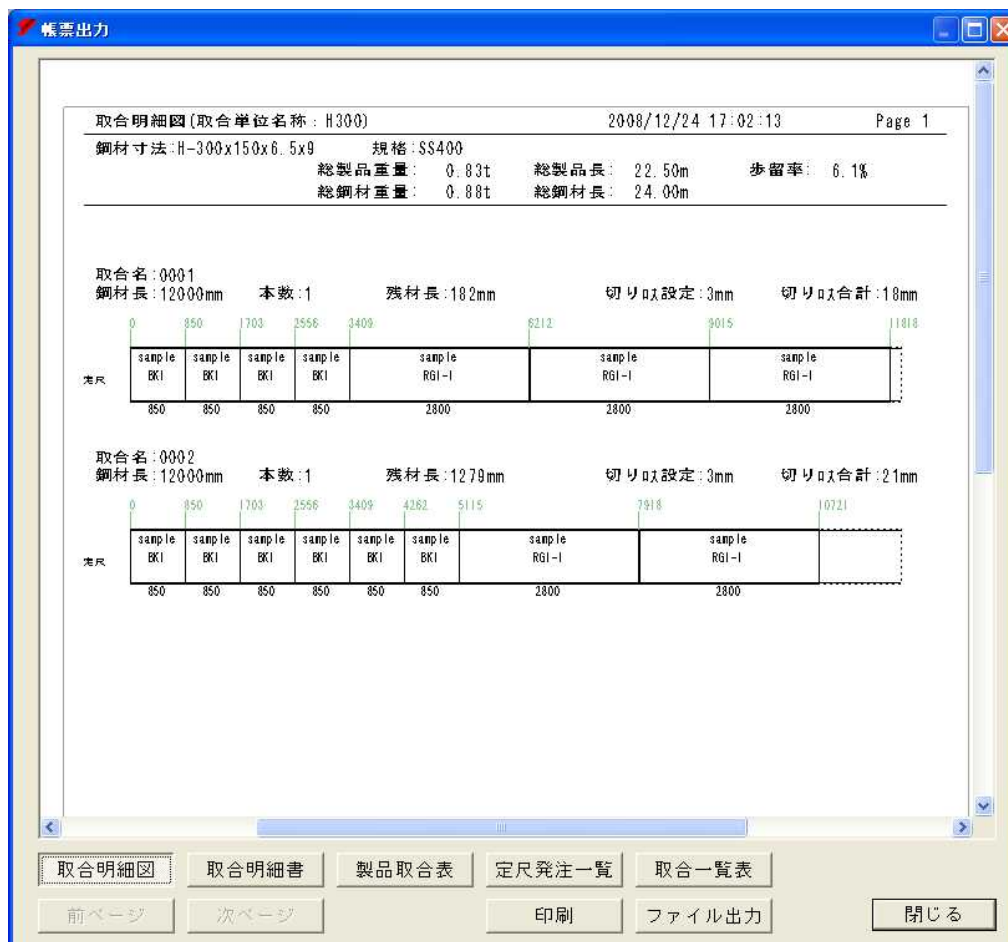 帳票出力
取合明細図(取合単位名称:H300) 2008/12/24 17:02:13 Page 1
鋼材寸法:H-300x150x6.5x9 規格:SS400
総製品重量: 0.83t 総製品長: 22.50m 歩留率: 6.1%
総鋼材重量: 0.88t 総鋼材長: 24.00m
取合名:0001
鋼材長:12000mm 本数:1 残材長:182mm 切りロス設定:3mm 切りロス合計:18mm
0 850 1703 2556 3409 6212 9015 11818
sample sample sample sample sample sample sample
定尺 BKI BKI BKI BKI RGI-I RGI-I RGI-I
850 850 850 850 2800 2800 2800
取合名:0002
鋼材長:12000mm 本数:1 残材長:1279mm 切りロス設定:3mm 切りロス合計:21mm
0 850 1703 2556 3409 4262 5115 7918 10721
sample sample sample sample sample sample sample sample
定尺 BKI BKI BKI BKI BKI BKI RGI-I RGI-I
850 850 850 850 850 850 2800 2800
取合明細図 取合明細書 製品取合表 定尺発注一覧 取合一覧表
前ページ 次ページ 印刷 ファイル出力 閉じる